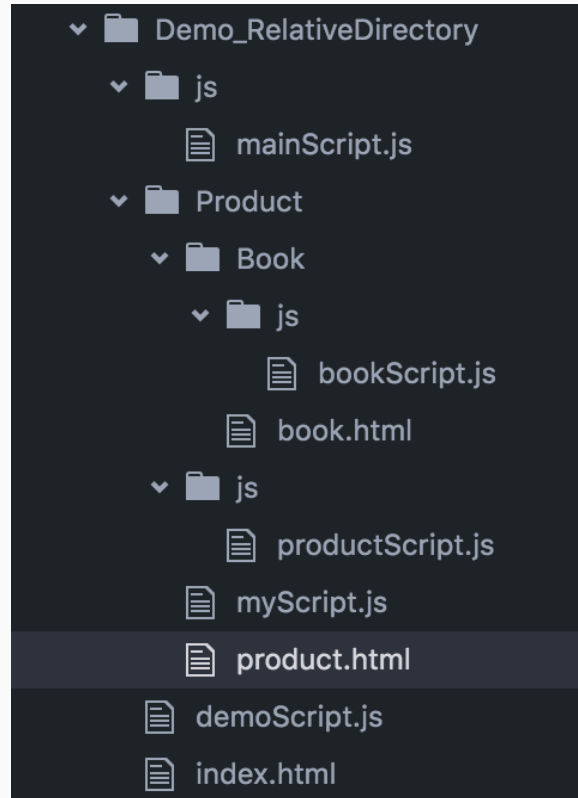 Demo_RelativeDirectory
js
mainScript.js
Product
Book
js
bookScript.js
book.html
js
productScript.js
myScript.js
product.html
demoScript.js
index.html